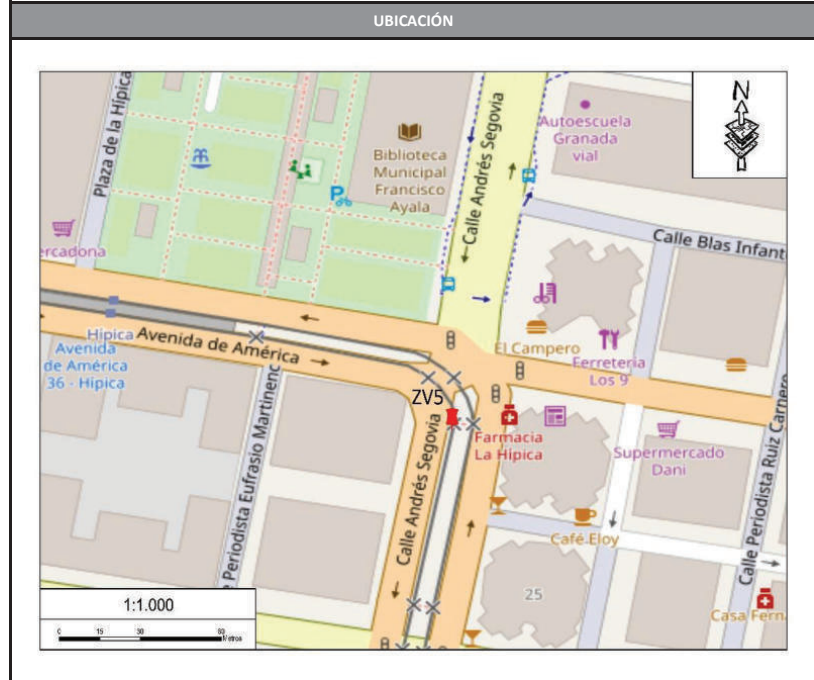 UBICACIÓN
N
Plaza de la Hípica
Calle Andrés Segovia
Autoescuela
Granada
vial
Biblioteca
Municipal
Francisco
Ayala
P
ercadona
Calle Blas Infant
Hípica
Avenida de América
Avenida
de América
36 - Hípica
El Campero
Ferretería
Los 9
ZV5
Farmacia
La Hípica
Supermercado
Dani
Calle Andrés Segovia
e Periodista Eufrasio Martínenc
Calle Periodista Ruiz Carnero
Café Eloy
25
Casa Fern
1:1.000
0 15 30 60
Metros